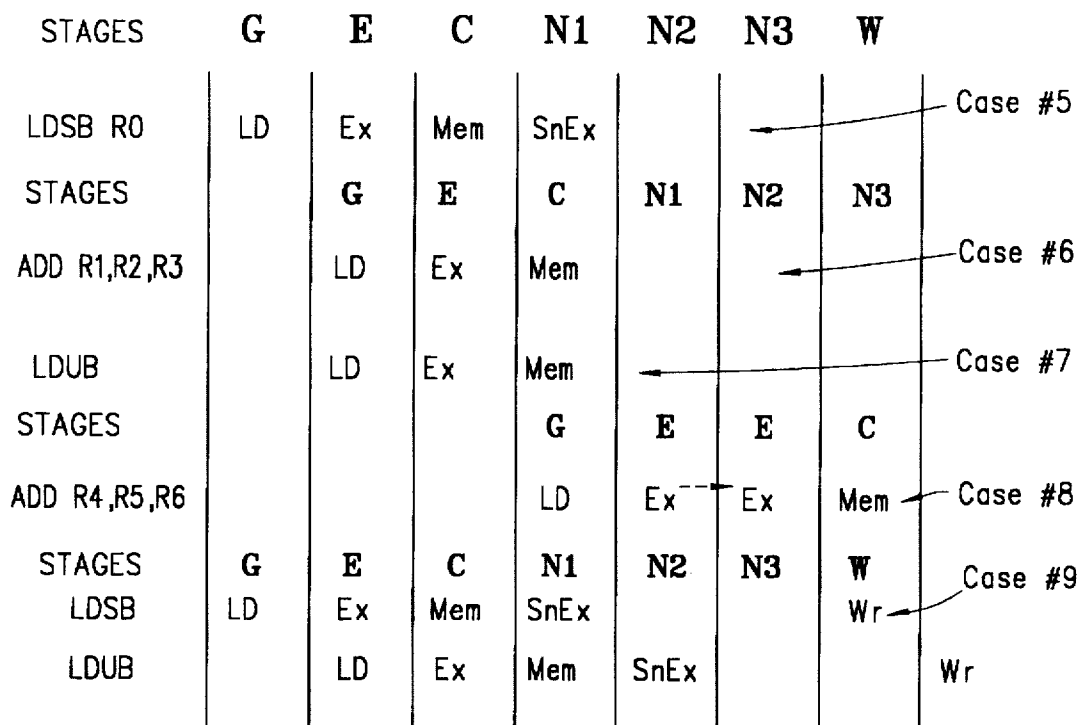 STAGES G E C N1 N2 N3 W
Case #5
LDSB R0 LD Ex Mem SnEx
STAGES G E C N1 N2 N3
Case #6
ADD R1,R2,R3 LD Ex Mem
LDUB LD Ex Mem Case #7
STAGES G E E C
ADD R4,R5,R6 LD Ex Ex Mem Case #8
STAGES G E C N1 N2 N3 W
Case #9
LDSB LD Ex Mem SnEx Wr
LDUB LD Ex Mem SnEx Wr